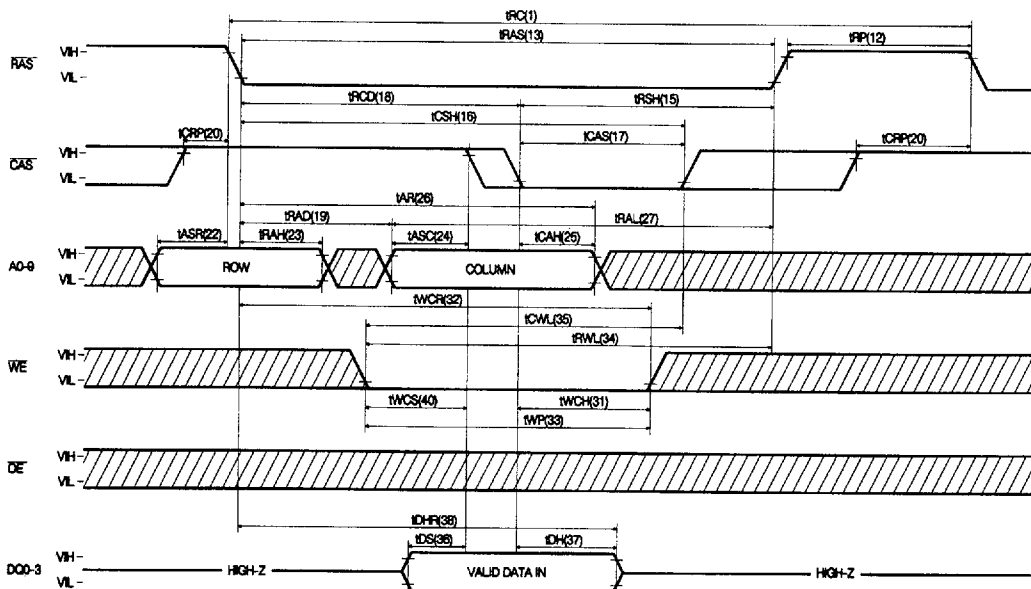 tRC(1)
tRAS(13)
tRP(12)
RAS
VIH
VIL
tRCD(18)
tRSH(15)
tCSH(16)
tCRP(20)
tCAS(17)
tCRP(20)
CAS
VIH
VIL
tAR(26)
tRAD(19)
tRAL(27)
tASR(22)
tRAH(23)
tASC(24)
tCAH(25)
A0-9
VIH
VIL
ROW
COLUMN
tWCR(32)
tCWL(35)
tRWL(34)
WE
VIH
VIL
tWCS(40)
tWCH(31)
tWP(33)
OE
VIH
VIL
tDHR(38)
tDS(36)
tDH(37)
DQ0-3
VIH
VIL
HIGH-Z
VALID DATA IN
HIGH-Z